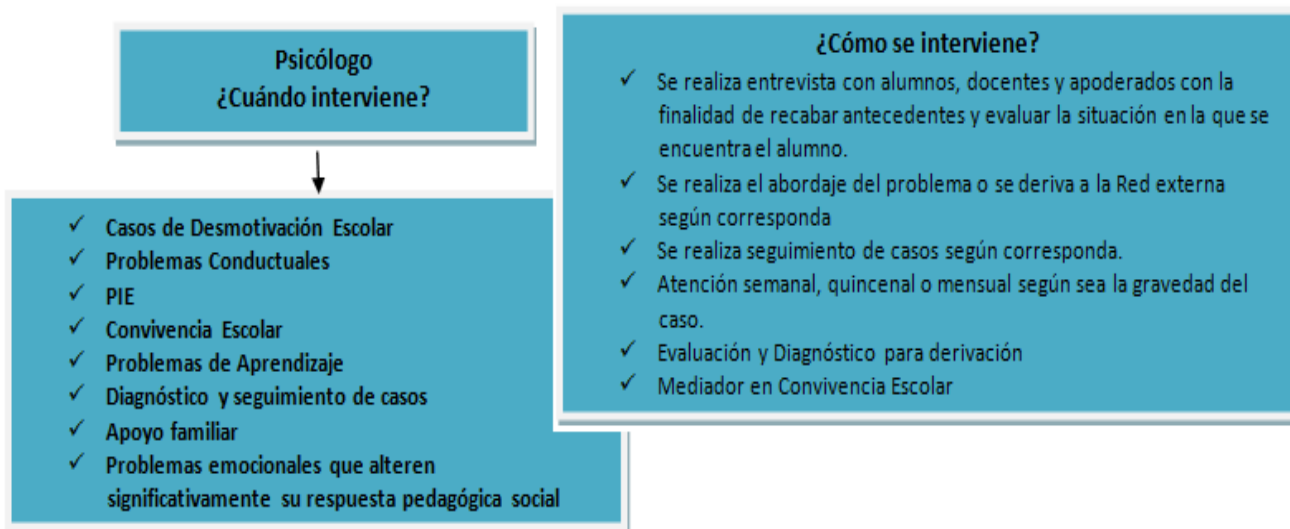 Psicólogo
¿Cuándo interviene?
✓ Casos de Desmotivación Escolar
✓ Problemas Conductuales
✓ PIE
✓ Convivencia Escolar
✓ Problemas de Aprendizaje
✓ Diagnóstico y seguimiento de casos
✓ Apoyo familiar
✓ Problemas emocionales que alteren
significativamente su respuesta pedagógica social
¿Cómo se interviene?
✓ Se realiza entrevista con alumnos, docentes y apoderados con la
finalidad de recabar antecedentes y evaluar la situación en la que se
encuentra el alumno.
✓ Se realiza el abordaje del problema o se deriva a la Red externa
según corresponda
✓ Se realiza seguimiento de casos según corresponda.
✓ Atención semanal, quincenal o mensual según sea la gravedad del
caso.
✓ Evaluación y Diagnóstico para derivación
✓ Mediador en Convivencia Escolar